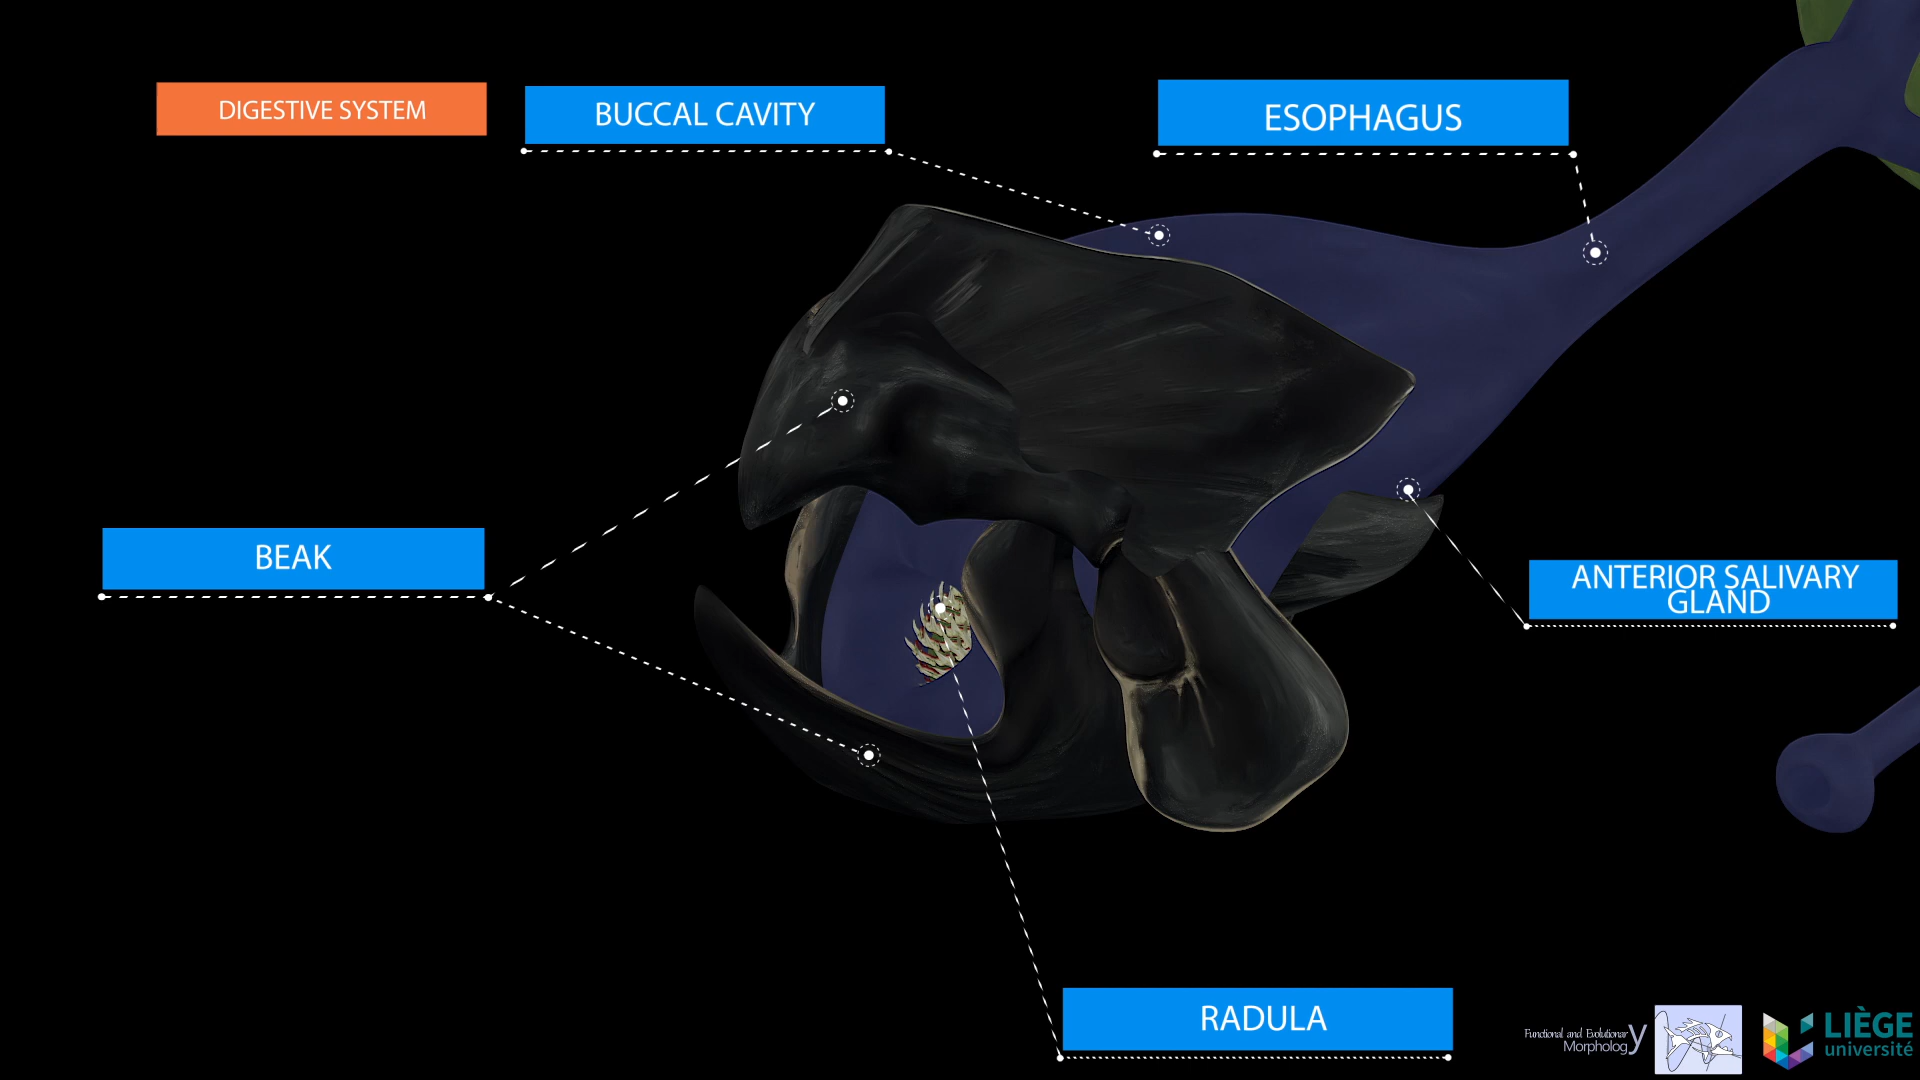 DIGESTIVE SYSTEM
BUCCAL CAVITY
ESOPHAGUS
BEAK
ANTERIOR SALIVARY
GLAND
RADULA
Functional and Evolutionary
Morphology
LIÈGE
université